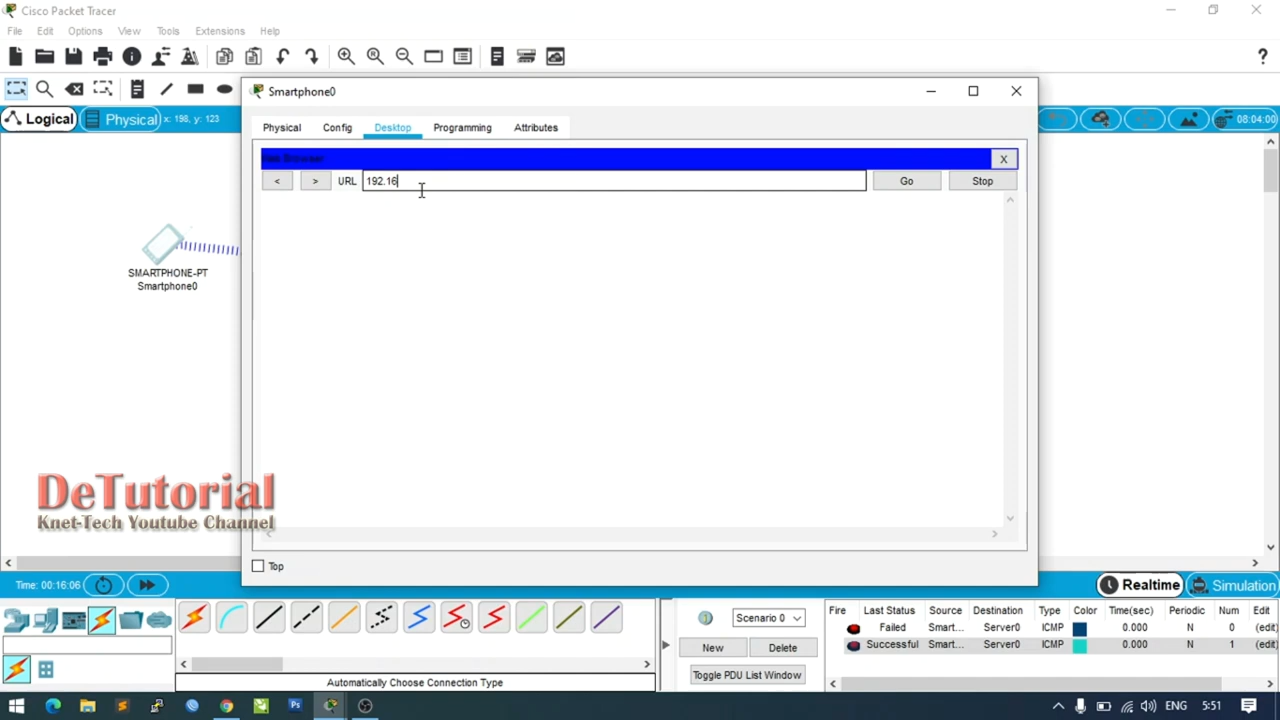 Cisco Packet Tracer
File Edit Options View Tools Extensions Help
Smartphone0
Logical Physical x: 198, y: 123
08:04:00
Physical Config Desktop Programming Attributes
Web Browser
X
< > URL 192.16 Go Stop
SMARTPHONE-PT
Smartphone0
DeTutorial
Knet-Tech Youtube Channel
Top
Time: 00:16:06
Realtime Simulation
Scenario 0
New Delete
Toggle PDU List Window
Fire Last Status Source Destination Type Color Time(sec) Periodic Num Edit
Failed Smart... Server0 ICMP 0.000 N 0 (edit)
Successful Smart... Server0 ICMP 0.000 N 1 (edit)
Automatically Choose Connection Type
ENG 5:51